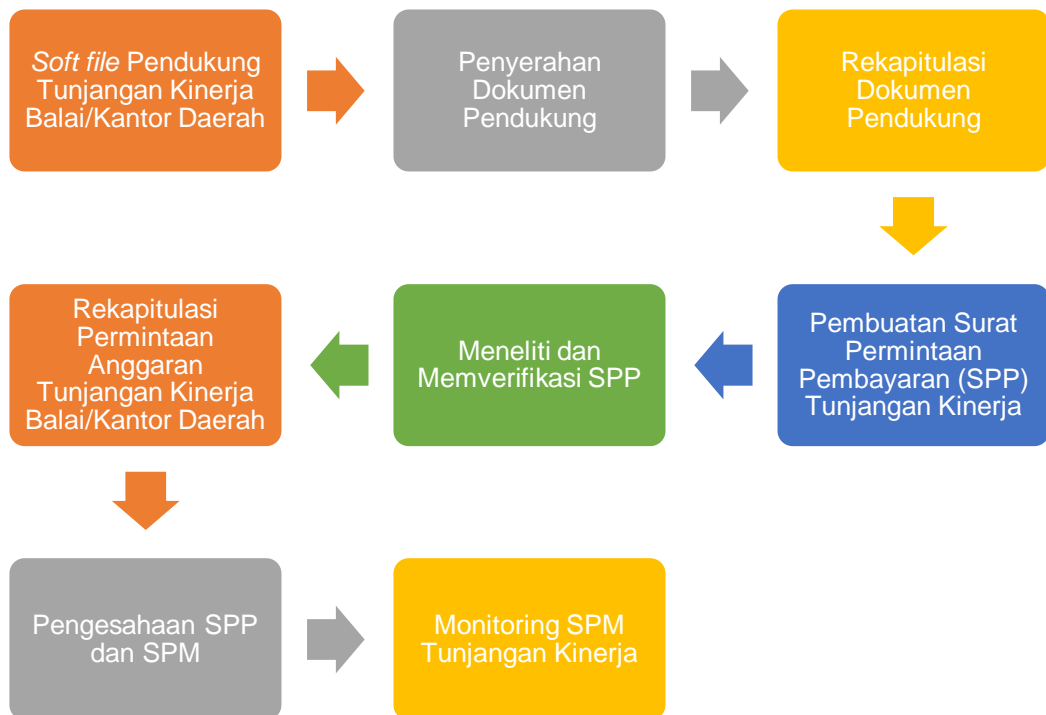 Soft file Pendukung
Tunjangan Kinerja
Balai/Kantor Daerah
Penyerahan
Dokumen
Pendukung
Rekapitulasi
Dokumen
Pendukung
Pembuatan Surat
Permintaan
Pembayaran (SPP)
Tunjangan Kinerja
Meneliti dan
Memverifikasi SPP
Rekapitulasi
Permintaan
Anggaran
Tunjangan Kinerja
Balai/Kantor Daerah
Pengesahaan SPP
dan SPM
Monitoring SPM
Tunjangan Kinerja